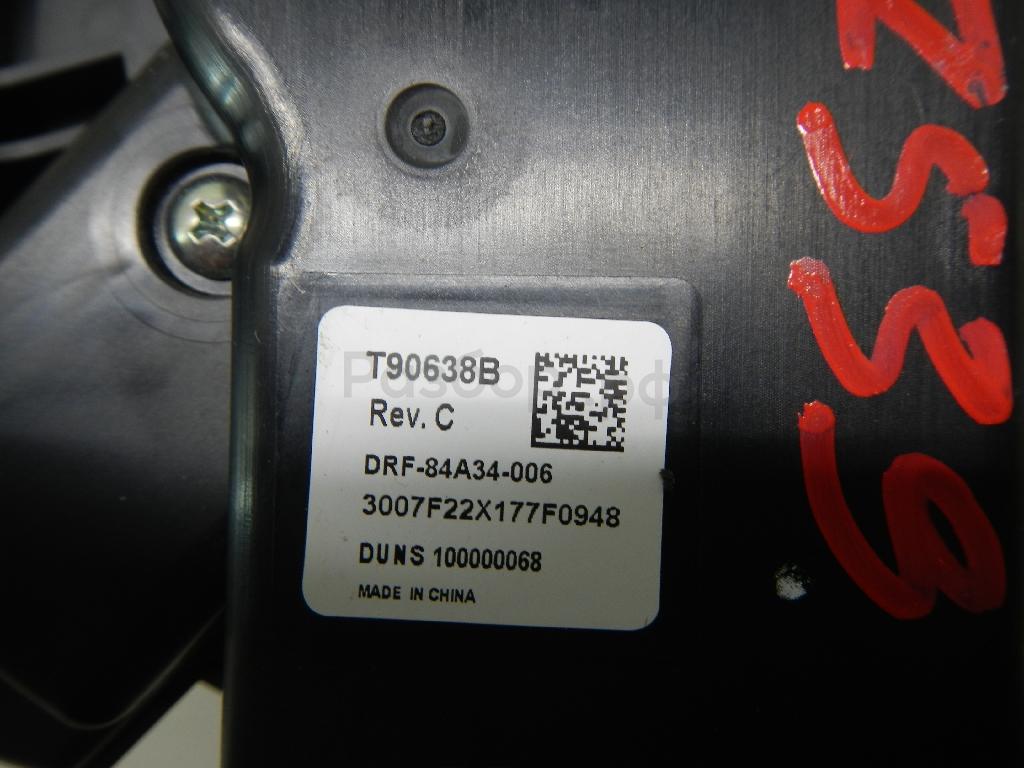 T90638B
Rev. C
DRF-84A34-006
3007F22X177F0948
DUNS 100000068
MADE IN CHINA